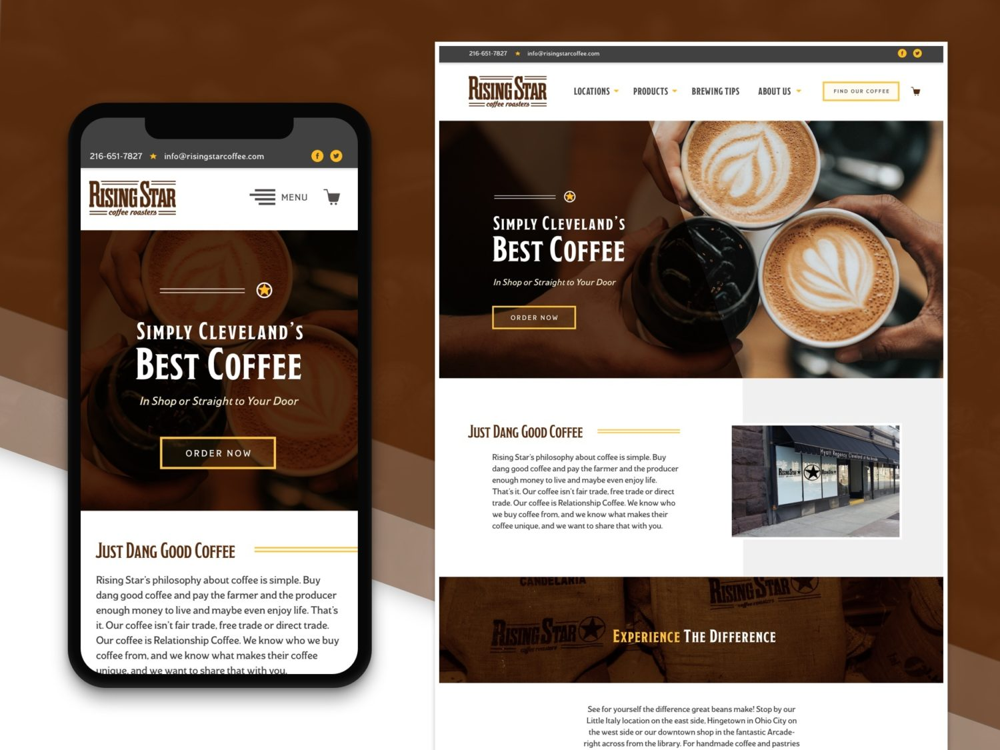 216-651-7827 info@risingstarcoffee.com
RISING STAR
coffee roasters
MENU
SIMPLY CLEVELAND'S
BEST COFFEE
In Shop or Straight to Your Door
ORDER NOW
JUST DANG GOOD COFFEE
Rising Star's philosophy about coffee is simple. Buy
dang good coffee and pay the farmer and the producer
enough money to live and maybe even enjoy life. That's
it. Our coffee isn't fair trade, free trade or direct trade.
Our coffee is Relationship Coffee. We know who we buy
coffee from, and we know what makes their coffee
unique, and we want to share that with you.
216-651-7827 info@risingstarcoffee.com
RISING STAR
coffee roasters
LOCATIONS PRODUCTS BREWING TIPS ABOUT US FIND OUR COFFEE
SIMPLY CLEVELAND'S
BEST COFFEE
In Shop or Straight to Your Door
ORDER NOW
JUST DANG GOOD COFFEE
Rising Star's philosophy about coffee is simple. Buy
dang good coffee and pay the farmer and the producer
enough money to live and maybe even enjoy life.
That's it. Our coffee isn't fair trade, free trade or direct
trade. Our coffee is Relationship Coffee. We know who
we buy coffee from, and we know what makes their
coffee unique, and we want to share that with you.
Hyatt Regency Cleveland at the Arcade
RISING STAR RISING STAR
CANDELARIA
RISING STAR
coffee roasters
RISING STAR
coffee roasters
EXPERIENCE THE DIFFERENCE
See for yourself the difference great beans make! Stop by our
Little Italy location on the east side, Hingetown in Ohio City on
the west side or our downtown shop in the fantastic Arcade-
right across from the library. For handmade coffee and pastries